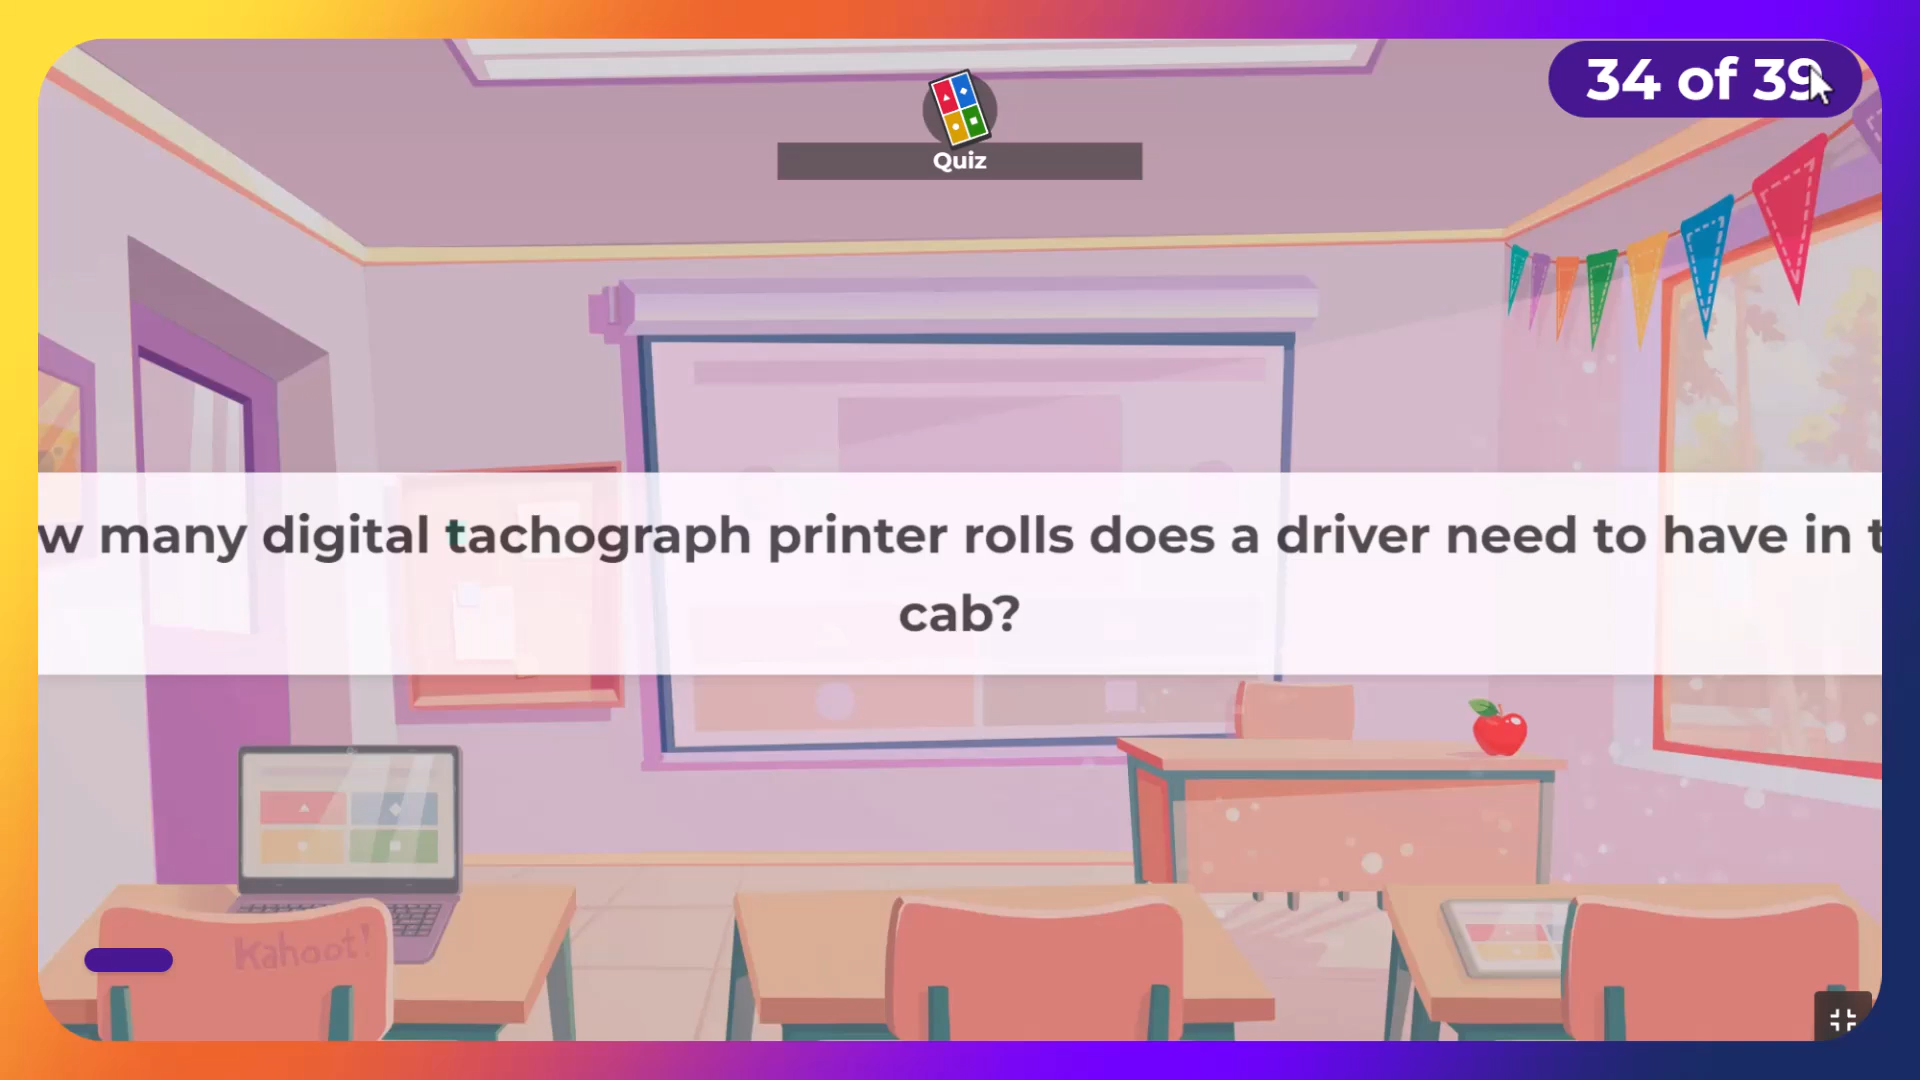 34 of 39
Quiz
w many digital tachograph printer rolls does a driver need to have in t
cab?
Kahoot!